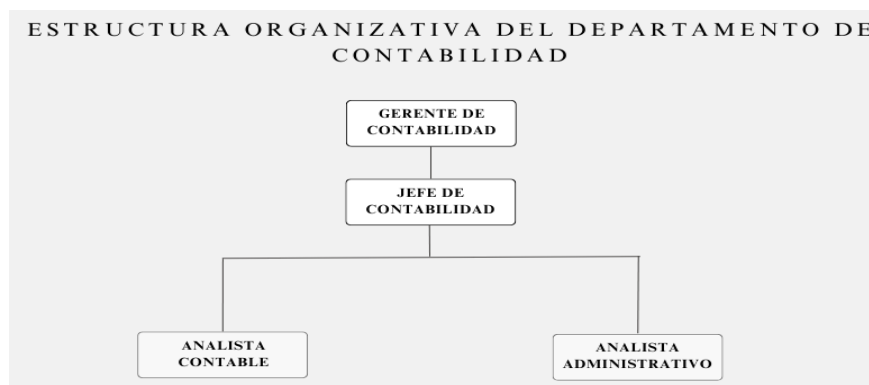 ESTRUCTURA ORGANIZATIVA DEL DEPARTAMENTO DE
CONTABILIDAD
GERENTE DE
CONTABILIDAD
JEFE DE
CONTABILIDAD
ANALISTA
CONTABLE
ANALISTA
ADMINISTRATIVO